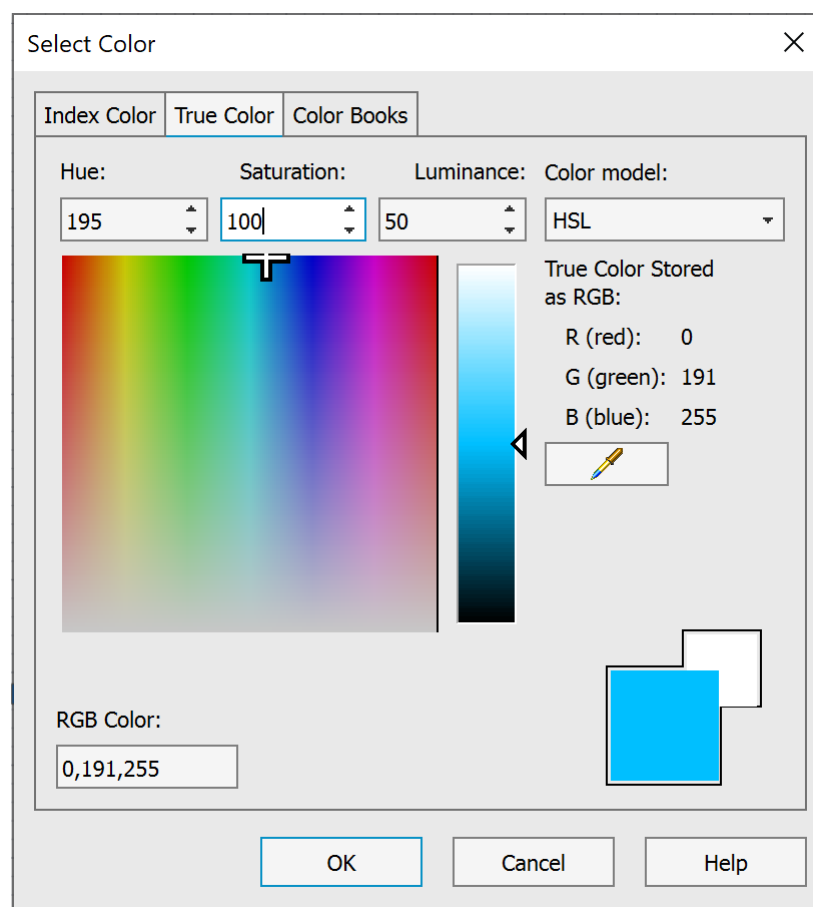 Select Color
Index Color True Color Color Books
Hue: Saturation: Luminance: Color model:
195 100 50 HSL
True Color Stored
as RGB:
R (red): 0
G (green): 191
B (blue): 255
RGB Color:
0,191,255
OK Cancel Help